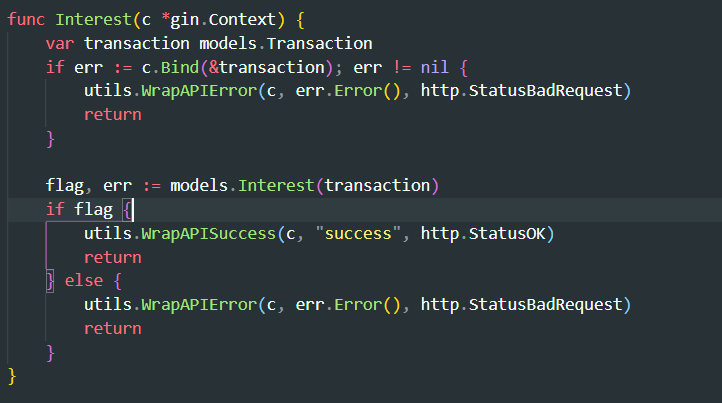 func Interest(c *gin.Context) {
    var transaction models.Transaction
    if err := c.Bind(&transaction); err != nil {
        utils.WrapAPIError(c, err.Error(), http.StatusBadRequest)
        return
    }

    flag, err := models.Interest(transaction)
    if flag {
        utils.WrapAPISuccess(c, "success", http.StatusOK)
        return
    } else {
        utils.WrapAPIError(c, err.Error(), http.StatusBadRequest)
        return
    }
}